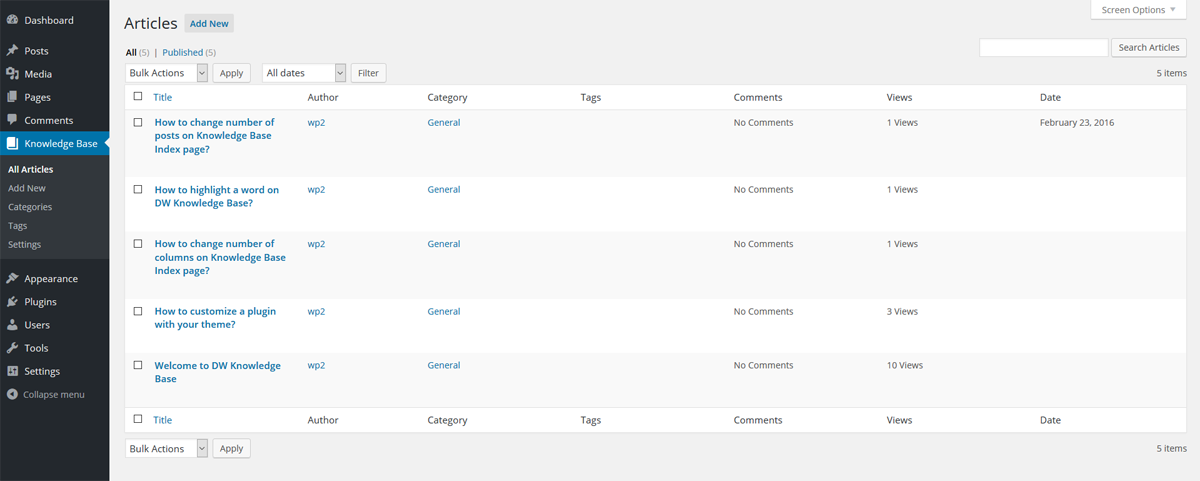 Dashboard
Posts
Media
Pages
Comments
Knowledge Base
All Articles
Add New
Categories
Tags
Settings
Appearance
Plugins
Users
Tools
Settings
Collapse menu
Screen Options
Articles Add New
All (5) | Published (5)
Search Articles
Bulk Actions Apply All dates Filter 5 items
Title Author Category Tags Comments Views Date
How to change number of wp2 General No Comments 1 Views February 23, 2016
posts on Knowledge Base
Index page?
How to highlight a word on wp2 General No Comments 1 Views
DW Knowledge Base?
How to change number of wp2 General No Comments 1 Views
columns on Knowledge Base
Index page?
How to customize a plugin wp2 General No Comments 3 Views
with your theme?
Welcome to DW Knowledge wp2 General No Comments 10 Views
Base
Title Author Category Tags Comments Views Date
Bulk Actions Apply 5 items